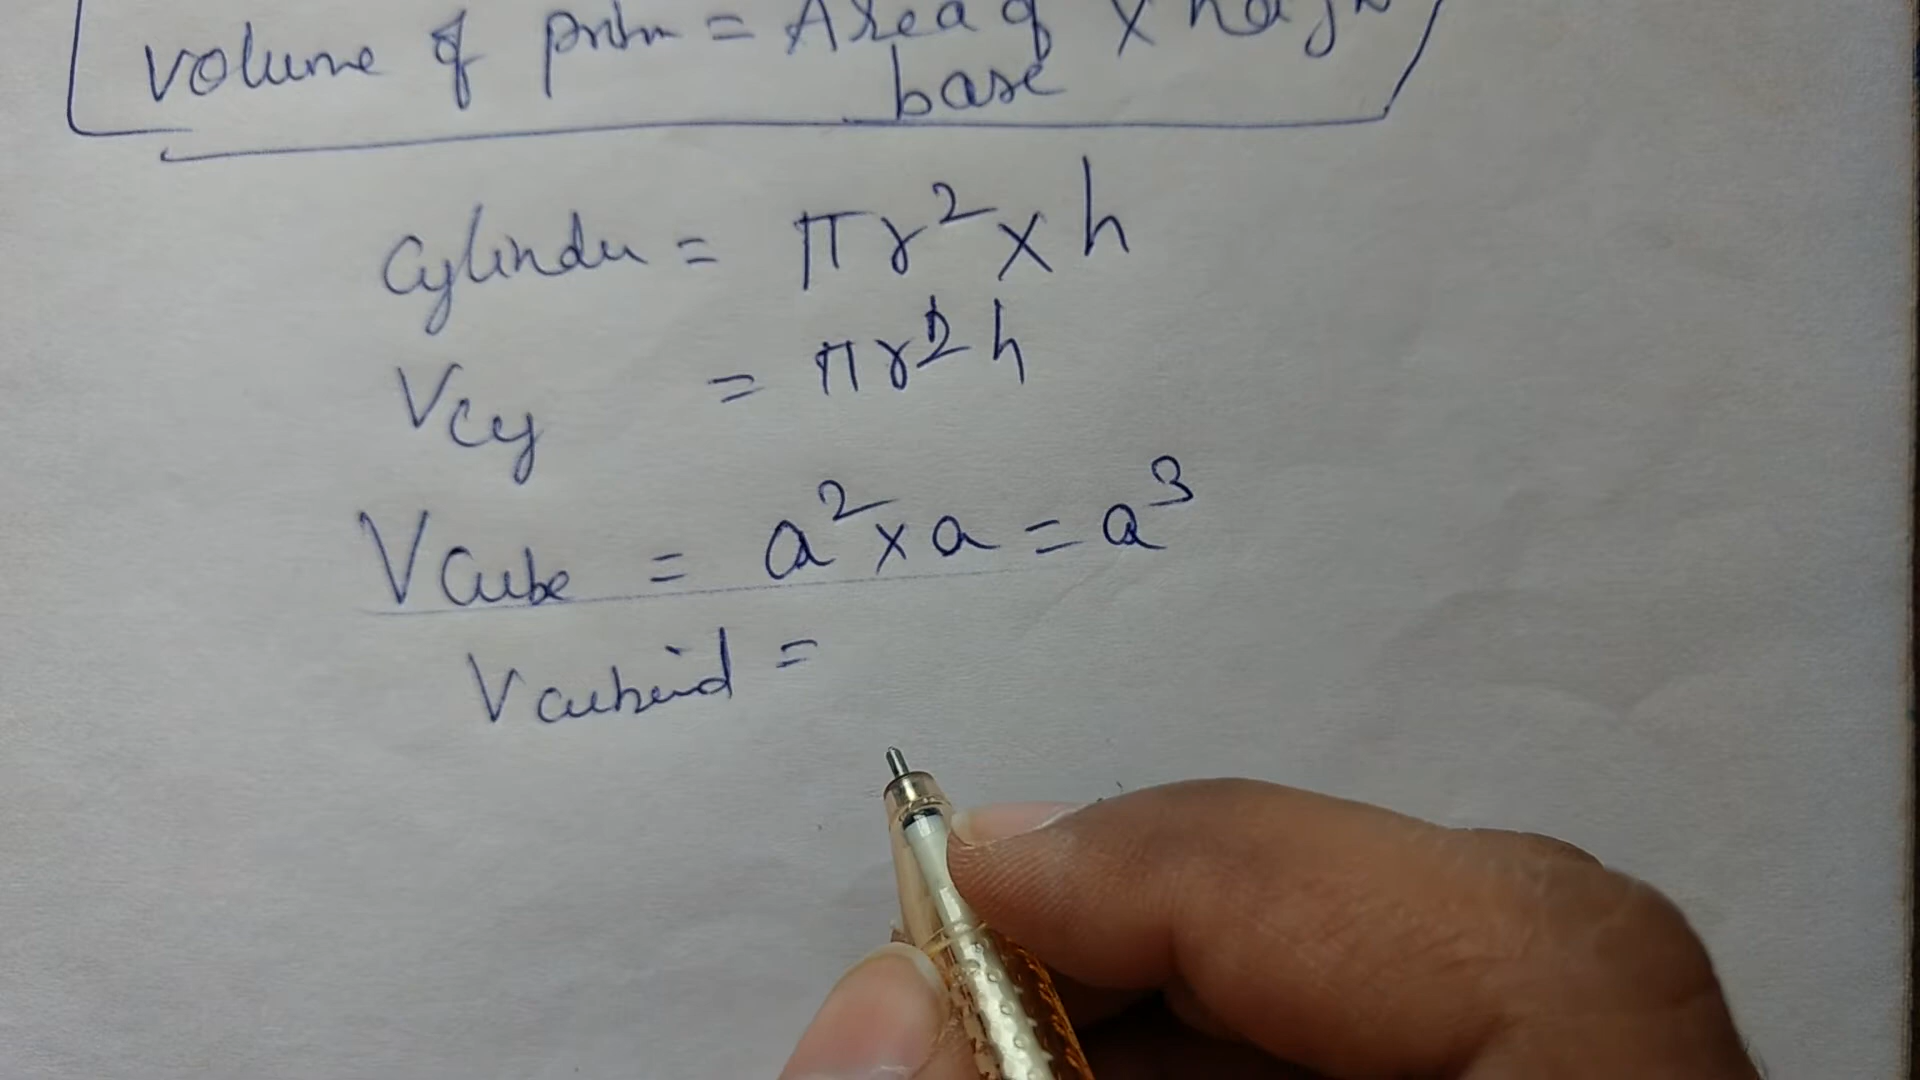 Volume of prism = Area of base × height
Cylinder = πr² × h
Vcy = πr²h
Vcube = a² × a = a³
Vcuboid =